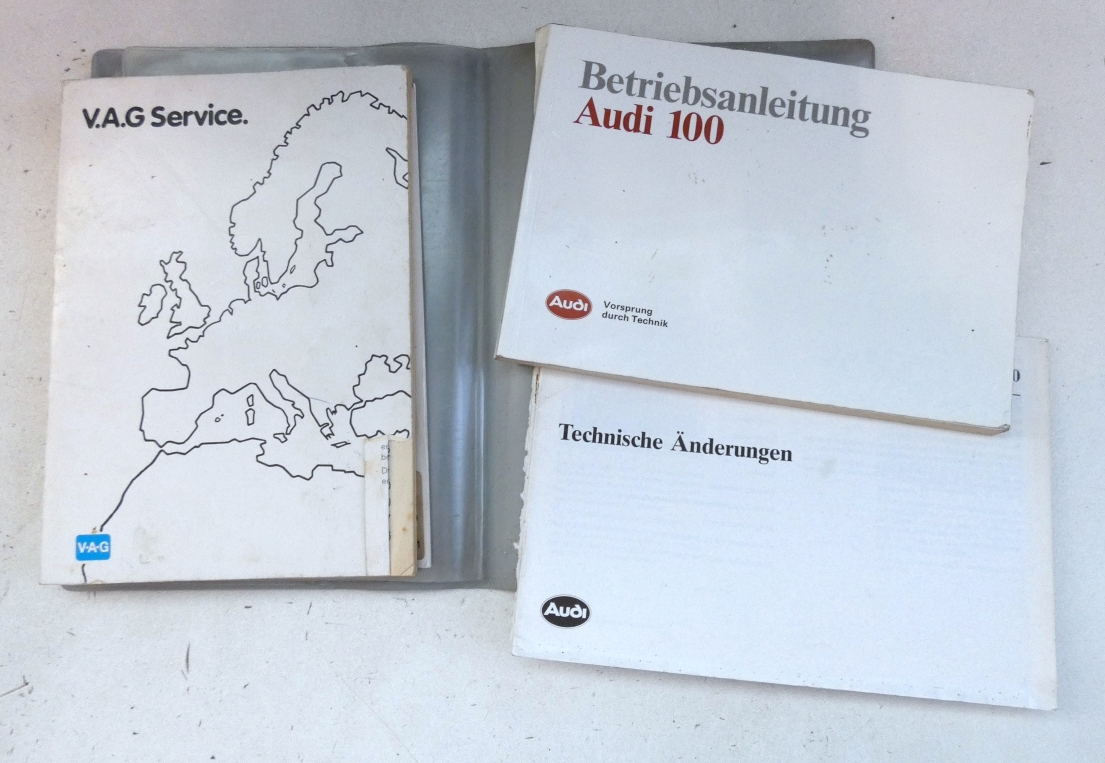 V.A.G Service.
V·A·G
Betriebsanleitung
Audi 100
Audi
Vorsprung
durch Technik
Technische Änderungen
Audi